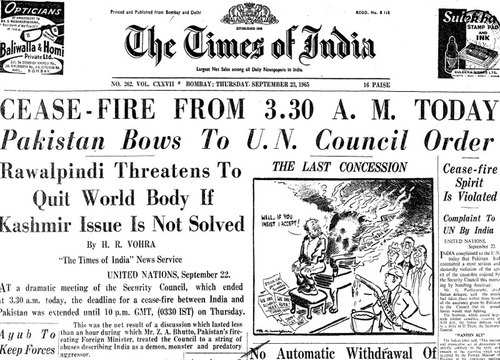 OPTICIANS
Baliwalla & Homi
Private Ltd.
BOMBAY
Printed and Published from Bombay and Delhi
REGD. No. B 118
ESTABLISHED 1838
The Times of India
Largest Net Sales among all Daily Newspapers in India
Sulekha
STAMP PAD
and
INK
NO. 262. VOL. CXXVII * BOMBAY: THURSDAY, SEPTEMBER 23, 1965
16 PAISE
CEASE-FIRE FROM 3.30 A. M. TODAY
Pakistan Bows To U. N. Council Order
Rawalpindi Threatens To
Quit World Body If
Kashmir Issue Is Not Solved
By H. R. VOHRA
"The Times of India" News Service
UNITED NATIONS, September 22.
AT a dramatic meeting of the Security Council, which ended
at 3.30 a.m. today, the deadline for a cease-fire between India and
Pakistan was extended until 10 p.m. GMT, (0330 IST) on Thursday.
This was the net result of a discussion which lasted less
than an hour during which Mr. Z. A. Bhutto, Pakistan's fire-
eating Foreign Minister, treated the Council to a string of
abuses describing India as a demon, monster and predatory
aggressor.
Ayub To
Keep Forces
THE LAST CONCESSION
WELL, IF YOU
INSIST I ACCEPT!
No Automatic Withdrawal Of
Cease-fire
Spirit
Is Violated
Complaint To
UN By India
UNITED NATIONS,
September 22.
INDIA complained to the U.N.